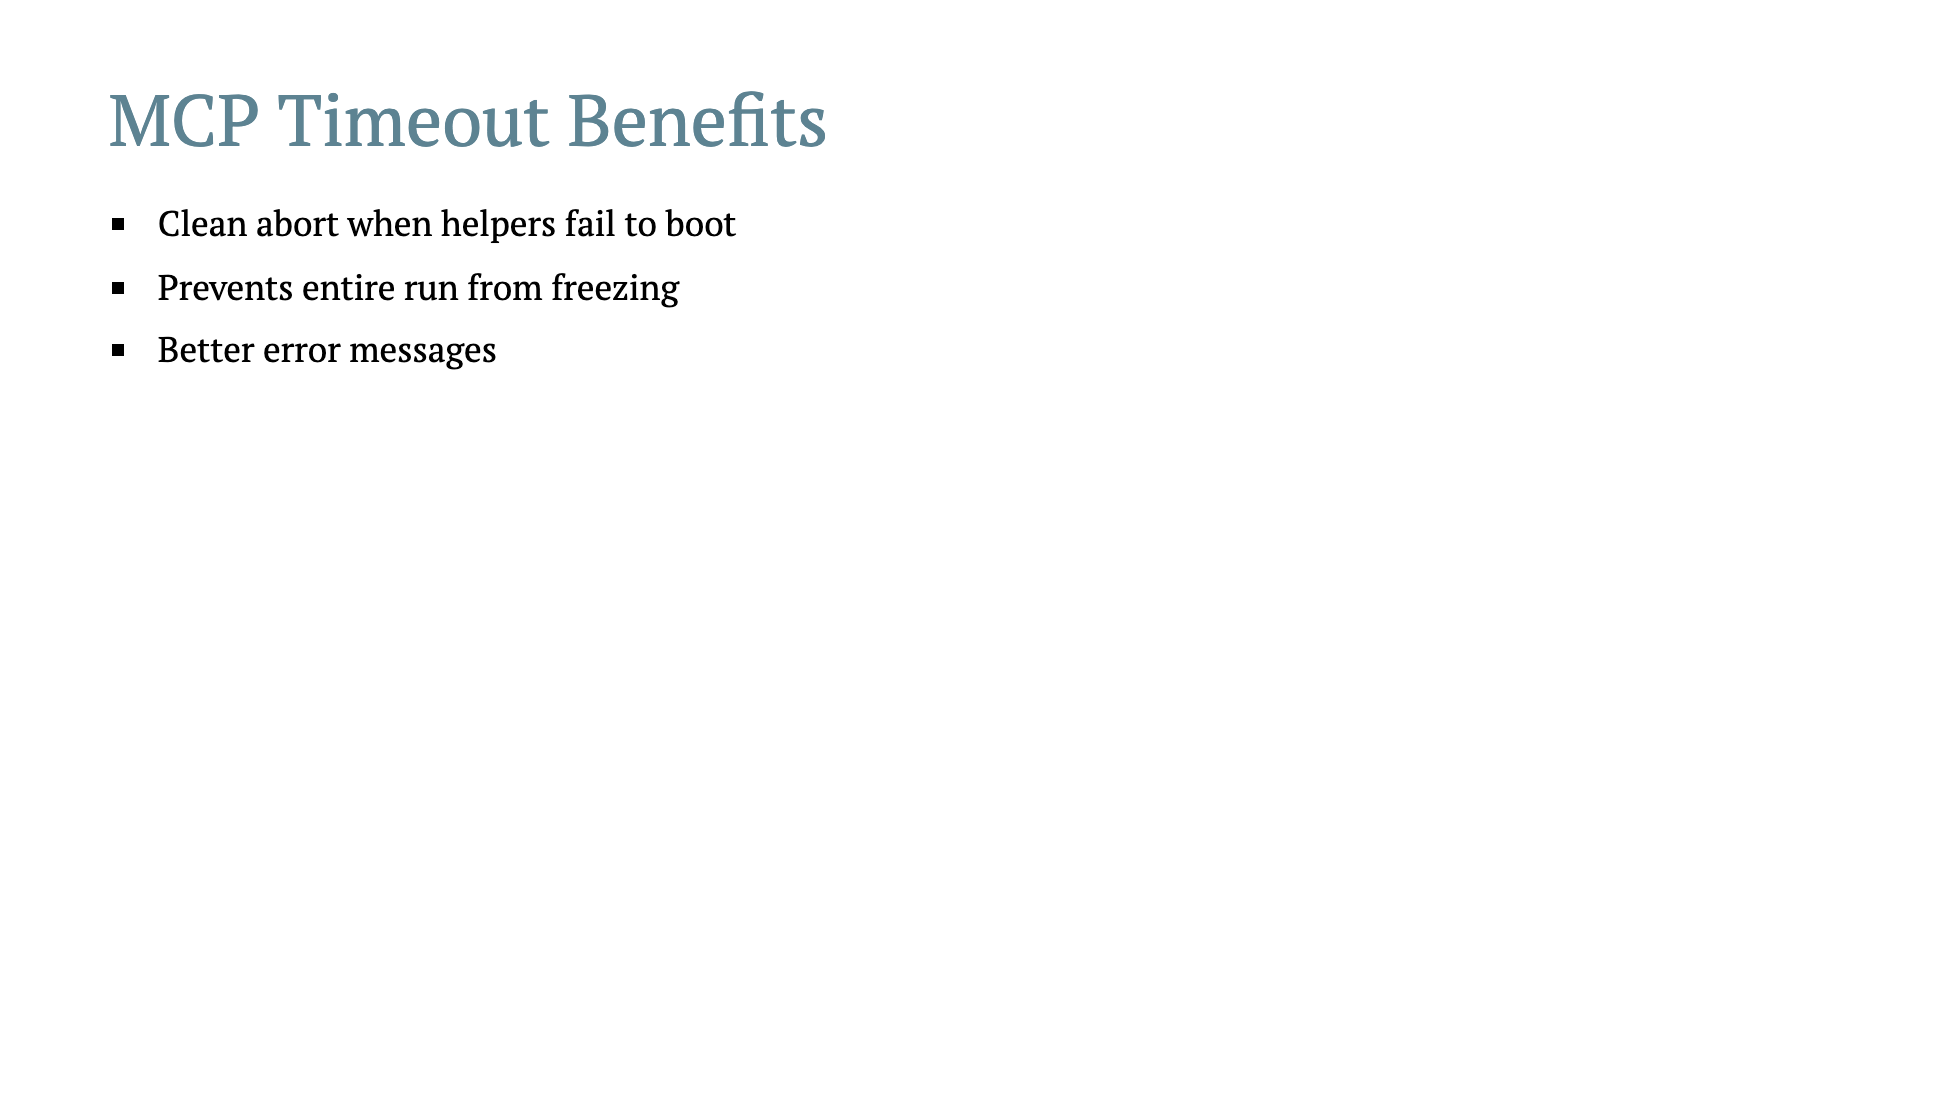 MCP Timeout Benefits
▪ Clean abort when helpers fail to boot
▪ Prevents entire run from freezing
▪ Better error messages